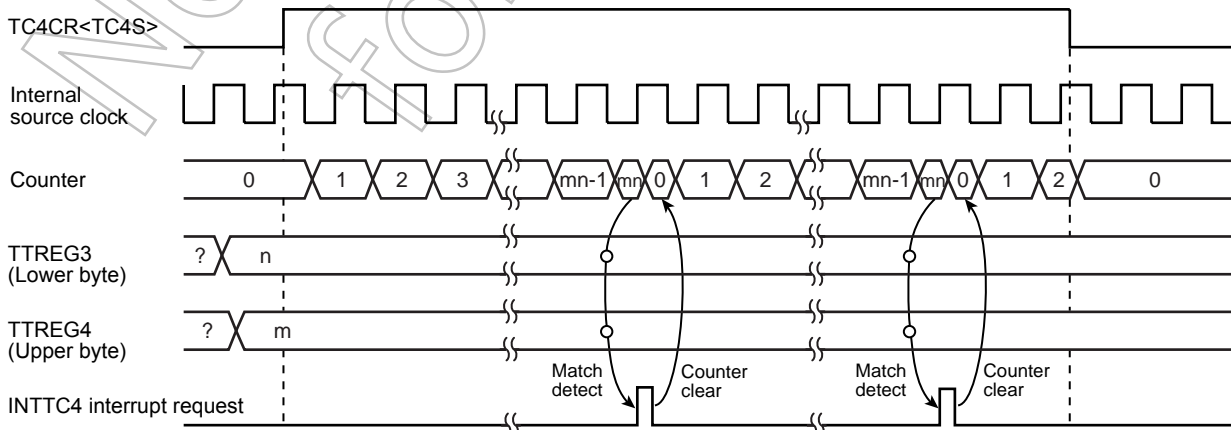 TC4CR<TC4S>
Internal
source clock
Counter
0 1 2 3 mn-1 mn 0 1 2 mn-1 mn 0 1 2 0
TTREG3
(Lower byte)
? n
TTREG4
(Upper byte)
? m
Match
detect
Counter
clear
Match
detect
Counter
clear
INTTC4 interrupt request